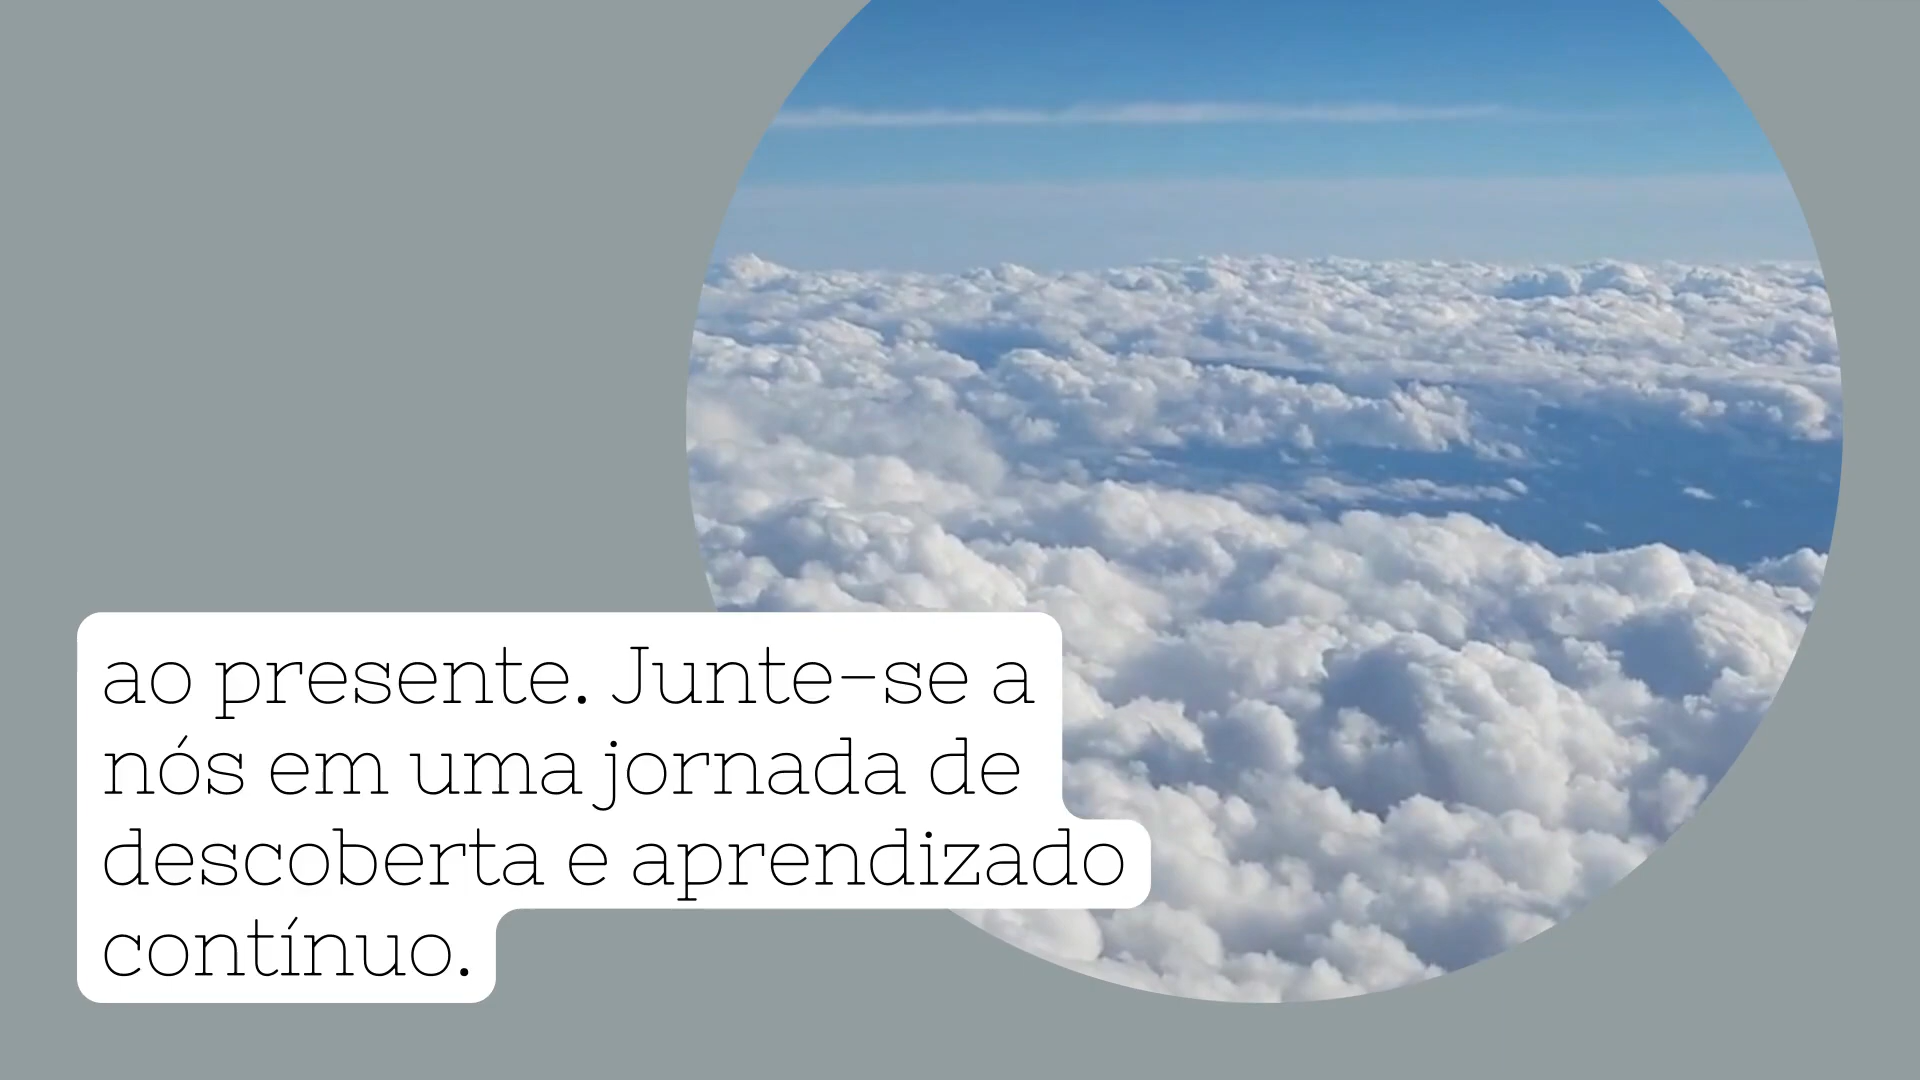 ao presente. Junte-se a
nós em uma jornada de
descoberta e aprendizado
contínuo.